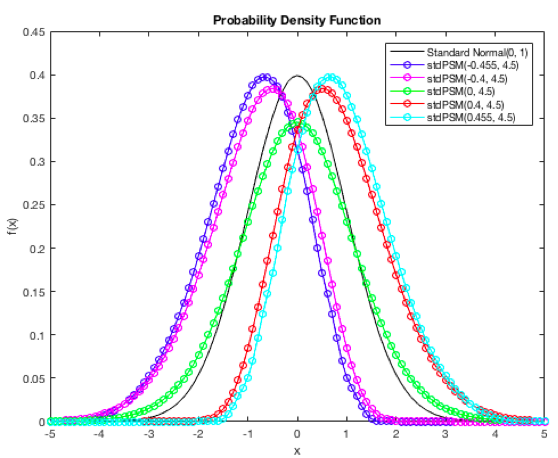 Probability Density Function
Standard Normal(0, 1)
stdPSM(-0.455, 4.5)
stdPSM(-0.4, 4.5)
stdPSM(0, 4.5)
stdPSM(0.4, 4.5)
stdPSM(0.455, 4.5)
0.45
0.4
0.35
0.3
0.25
0.2
0.15
0.1
0.05
0
f(x)
-5 -4 -3 -2 -1 0 1 2 3 4 5
x